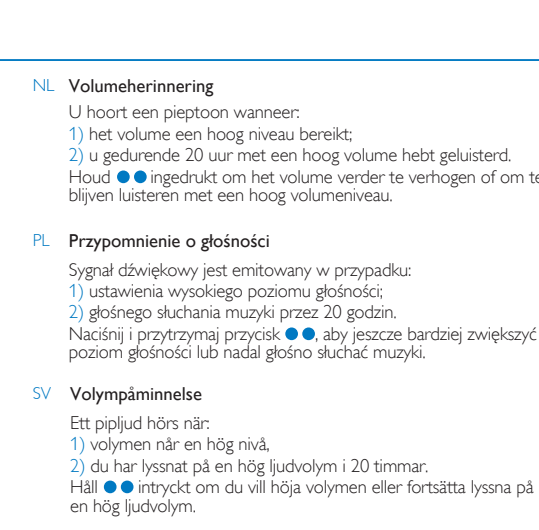 NL Volumeherinnering
U hoort een pieptoon wanneer:
1) het volume een hoog niveau bereikt;
2) u gedurende 20 uur met een hoog volume hebt geluisterd.
Houd ●● ingedrukt om het volume verder te verhogen of om te
blijven luisteren met een hoog volumeniveau.
PL Przypomnienie o głośności
Sygnał dźwiękowy jest emitowany w przypadku:
1) ustawienia wysokiego poziomu głośności;
2) głośnego słuchania muzyki przez 20 godzin.
Naciśnij i przytrzymaj przycisk ●●, aby jeszcze bardziej zwiększyć
poziom głośności lub nadal głośno słuchać muzyki.
SV Volympåminnelse
Ett pipljud hörs när:
1) volymen når en hög nivå,
2) du har lyssnat på en hög ljudvolym i 20 timmar.
Håll ●● intryckt om du vill höja volymen eller fortsätta lyssna på
en hög ljudvolym.